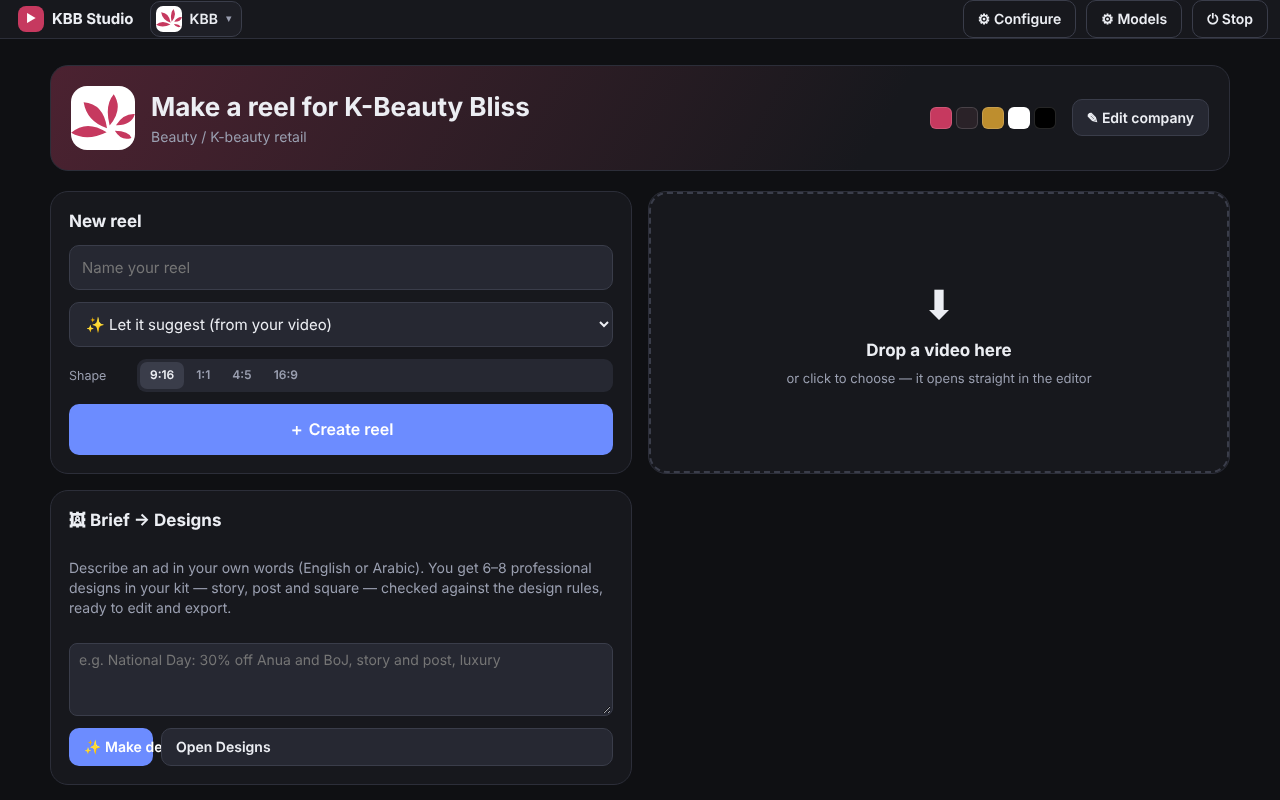 KBB Studio
KBB
Configure
Models
Stop
Make a reel for K-Beauty Bliss
Beauty / K-beauty retail
Edit company
New reel
Name your reel
✨ Let it suggest (from your video)
Shape
9:16
1:1
4:5
16:9
+ Create reel
Drop a video here
or click to choose — it opens straight in the editor
Brief → Designs
Describe an ad in your own words (English or Arabic). You get 6–8 professional
designs in your kit — story, post and square — checked against the design rules,
ready to edit and export.
e.g. National Day: 30% off Anua and BoJ, story and post, luxury
✨ Make de
Open Designs